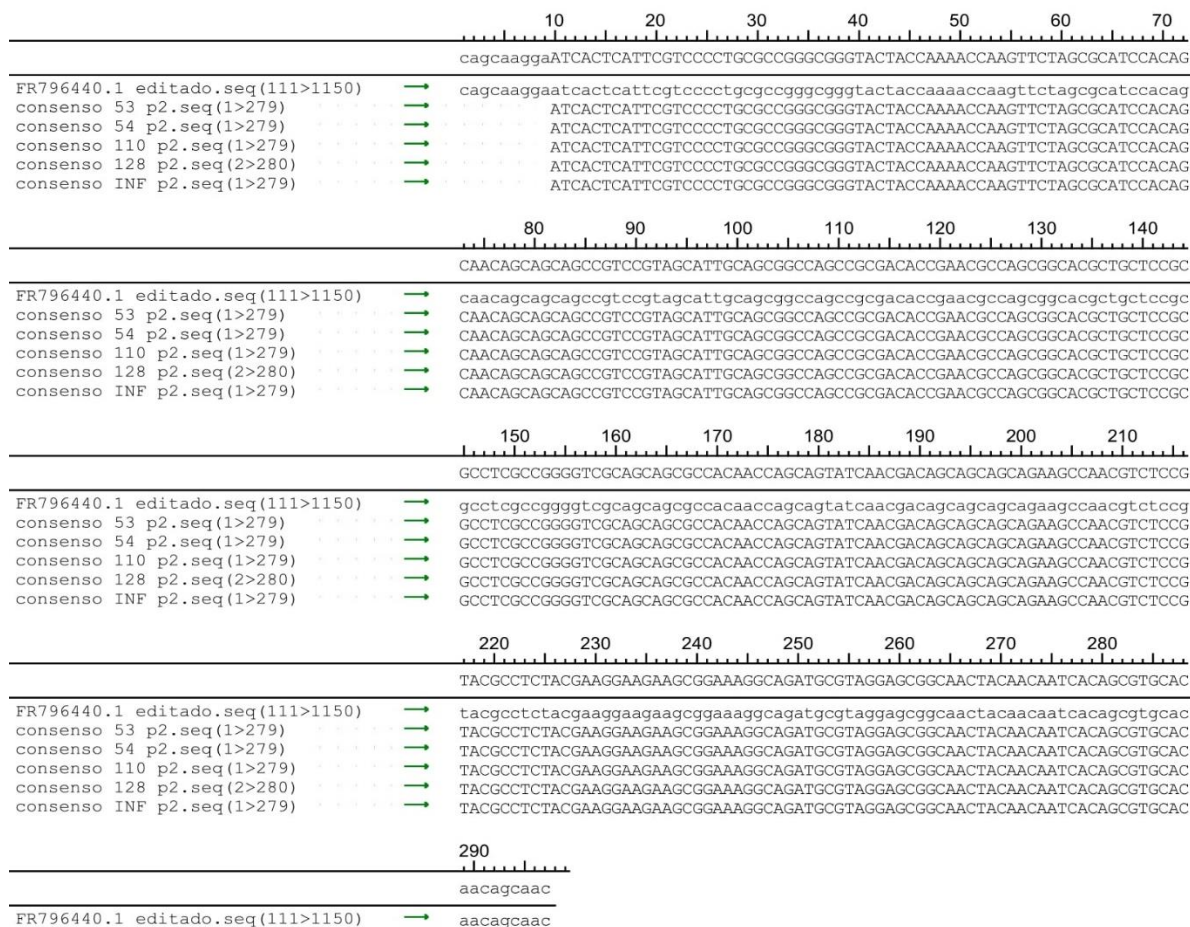 10 20 30 40 50 60 70
cagcaaggaATCACTCATTCGTCCCCTGCGCCGGGCGGGTACTACCAAAACCAAGTTCTAGCGCATCCACAG
FR796440.1 editado.seq(111>1150) → cagcaaggaatcactcattcgtcccctgcgccgggcgggtactaccaaaaccaagttctagcgcatccacag
consenso 53 p2.seq(1>279) → ATCACTCATTCGTCCCCTGCGCCGGGCGGGTACTACCAAAACCAAGTTCTAGCGCATCCACAG
consenso 54 p2.seq(1>279) → ATCACTCATTCGTCCCCTGCGCCGGGCGGGTACTACCAAAACCAAGTTCTAGCGCATCCACAG
consenso 110 p2.seq(1>279) → ATCACTCATTCGTCCCCTGCGCCGGGCGGGTACTACCAAAACCAAGTTCTAGCGCATCCACAG
consenso 128 p2.seq(2>280) → ATCACTCATTCGTCCCCTGCGCCGGGCGGGTACTACCAAAACCAAGTTCTAGCGCATCCACAG
consenso INF p2.seq(1>279) → ATCACTCATTCGTCCCCTGCGCCGGGCGGGTACTACCAAAACCAAGTTCTAGCGCATCCACAG
80 90 100 110 120 130 140
CAACAGCAGCAGCCGTCCGTAGCATTGCAGCGGCCAGCCGCGACACCGAACGCCAGCGGCACGCTGCTCCGC
FR796440.1 editado.seq(111>1150) → caacagcagcagccgtccgtagcattgcagcggccagccgcgacaccgaacgccagcggcacgctgctccgc
consenso 53 p2.seq(1>279) → CAACAGCAGCAGCCGTCCGTAGCATTGCAGCGGCCAGCCGCGACACCGAACGCCAGCGGCACGCTGCTCCGC
consenso 54 p2.seq(1>279) → CAACAGCAGCAGCCGTCCGTAGCATTGCAGCGGCCAGCCGCGACACCGAACGCCAGCGGCACGCTGCTCCGC
consenso 110 p2.seq(1>279) → CAACAGCAGCAGCCGTCCGTAGCATTGCAGCGGCCAGCCGCGACACCGAACGCCAGCGGCACGCTGCTCCGC
consenso 128 p2.seq(2>280) → CAACAGCAGCAGCCGTCCGTAGCATTGCAGCGGCCAGCCGCGACACCGAACGCCAGCGGCACGCTGCTCCGC
consenso INF p2.seq(1>279) → CAACAGCAGCAGCCGTCCGTAGCATTGCAGCGGCCAGCCGCGACACCGAACGCCAGCGGCACGCTGCTCCGC
150 160 170 180 190 200 210
GCCTCGCCGGGGTCGCAGCAGCGCCACAACCAGCAGTATCAACGACAGCAGCAGCAGAAGCCAACGTCTCCG
FR796440.1 editado.seq(111>1150) → gcctcgccggggtcgcagcagcgccacaaccagcagtatcaacgacagcagcagcagaagccaacgtctccg
consenso 53 p2.seq(1>279) → GCCTCGCCGGGGTCGCAGCAGCGCCACAACCAGCAGTATCAACGACAGCAGCAGCAGAAGCCAACGTCTCCG
consenso 54 p2.seq(1>279) → GCCTCGCCGGGGTCGCAGCAGCGCCACAACCAGCAGTATCAACGACAGCAGCAGCAGAAGCCAACGTCTCCG
consenso 110 p2.seq(1>279) → GCCTCGCCGGGGTCGCAGCAGCGCCACAACCAGCAGTATCAACGACAGCAGCAGCAGAAGCCAACGTCTCCG
consenso 128 p2.seq(2>280) → GCCTCGCCGGGGTCGCAGCAGCGCCACAACCAGCAGTATCAACGACAGCAGCAGCAGAAGCCAACGTCTCCG
consenso INF p2.seq(1>279) → GCCTCGCCGGGGTCGCAGCAGCGCCACAACCAGCAGTATCAACGACAGCAGCAGCAGAAGCCAACGTCTCCG
220 230 240 250 260 270 280
TACGCCTCTACGAAGGAAGAAGCGGAAAGGCAGATGCGTAGGAGCGGCAACTACAACAATCACAGCGTGCAC
FR796440.1 editado.seq(111>1150) → tacgcctctacgaaggaagaagcggaaaggcagatgcgtaggagcggcaactacaacaatcacagcgtgcac
consenso 53 p2.seq(1>279) → TACGCCTCTACGAAGGAAGAAGCGGAAAGGCAGATGCGTAGGAGCGGCAACTACAACAATCACAGCGTGCAC
consenso 54 p2.seq(1>279) → TACGCCTCTACGAAGGAAGAAGCGGAAAGGCAGATGCGTAGGAGCGGCAACTACAACAATCACAGCGTGCAC
consenso 110 p2.seq(1>279) → TACGCCTCTACGAAGGAAGAAGCGGAAAGGCAGATGCGTAGGAGCGGCAACTACAACAATCACAGCGTGCAC
consenso 128 p2.seq(2>280) → TACGCCTCTACGAAGGAAGAAGCGGAAAGGCAGATGCGTAGGAGCGGCAACTACAACAATCACAGCGTGCAC
consenso INF p2.seq(1>279) → TACGCCTCTACGAAGGAAGAAGCGGAAAGGCAGATGCGTAGGAGCGGCAACTACAACAATCACAGCGTGCAC
290
aacagcaac
FR796440.1 editado.seq(111>1150) → aacagcaac